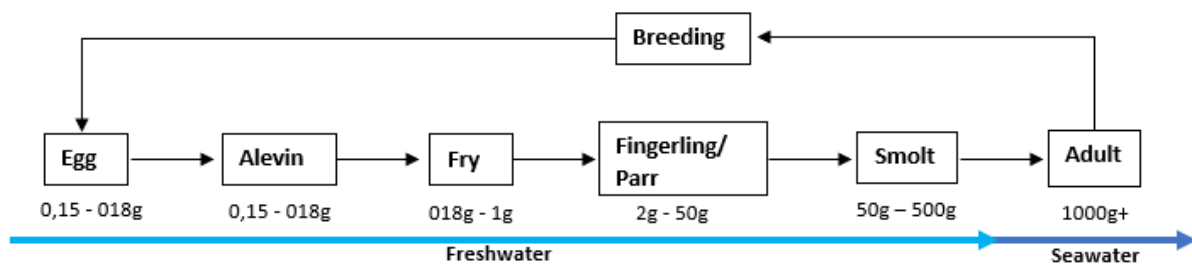 Breeding
Egg
Alevin
Fry
Fingerling/
Parr
Smolt
Adult
0,15 - 018g
0,15 - 018g
018g - 1g
2g - 50g
50g – 500g
1000g+
Freshwater
Seawater